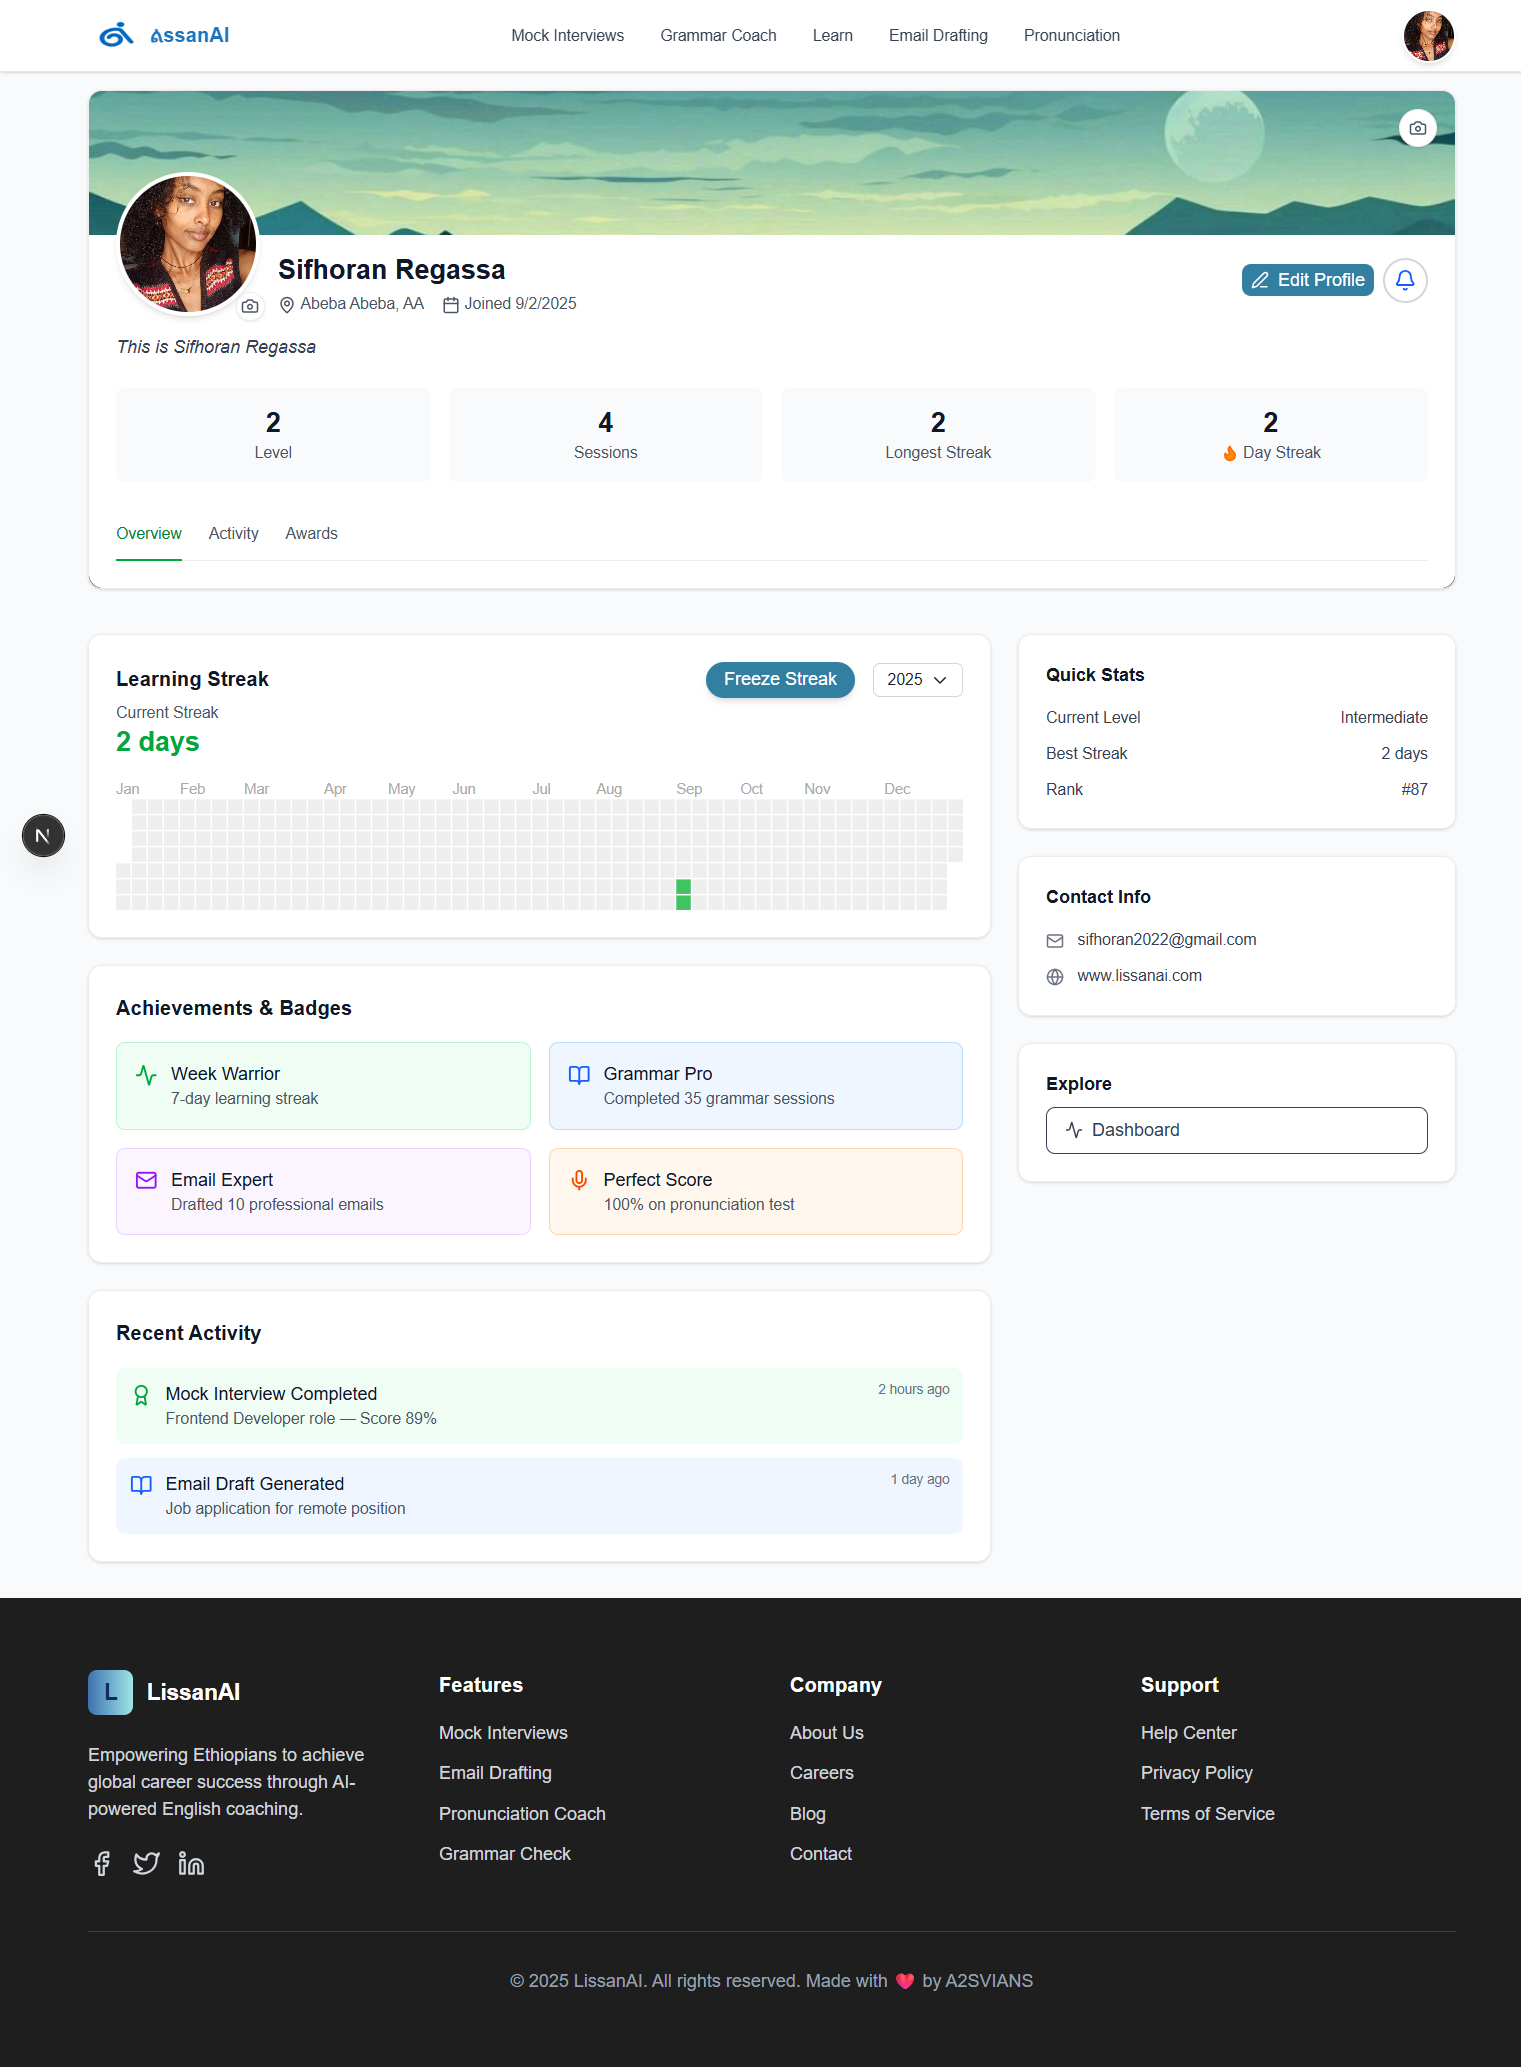 ልssanAI
Mock Interviews
Grammar Coach
Learn
Email Drafting
Pronunciation
Sifhoran Regassa
Abeba Abeba, AA
Joined 9/2/2025
Edit Profile
This is Sifhoran Regassa
2
Level
4
Sessions
2
Longest Streak
2
🔥 Day Streak
Overview
Activity
Awards
Learning Streak
Freeze Streak
2025
Current Streak
2 days
Jan Feb Mar Apr May Jun Jul Aug Sep Oct Nov Dec
N
Achievements & Badges
Week Warrior
7-day learning streak
Grammar Pro
Completed 35 grammar sessions
Email Expert
Drafted 10 professional emails
Perfect Score
100% on pronunciation test
Recent Activity
Mock Interview Completed
2 hours ago
Frontend Developer role — Score 89%
Email Draft Generated
1 day ago
Job application for remote position
Quick Stats
Current Level Intermediate
Best Streak 2 days
Rank #87
Contact Info
sifhoran2022@gmail.com
www.lissanai.com
Explore
Dashboard
L LissanAI
Empowering Ethiopians to achieve
global career success through AI-
powered English coaching.
Features
Mock Interviews
Email Drafting
Pronunciation Coach
Grammar Check
Company
About Us
Careers
Blog
Contact
Support
Help Center
Privacy Policy
Terms of Service
© 2025 LissanAI. All rights reserved. Made with ❤️ by A2SVIANS